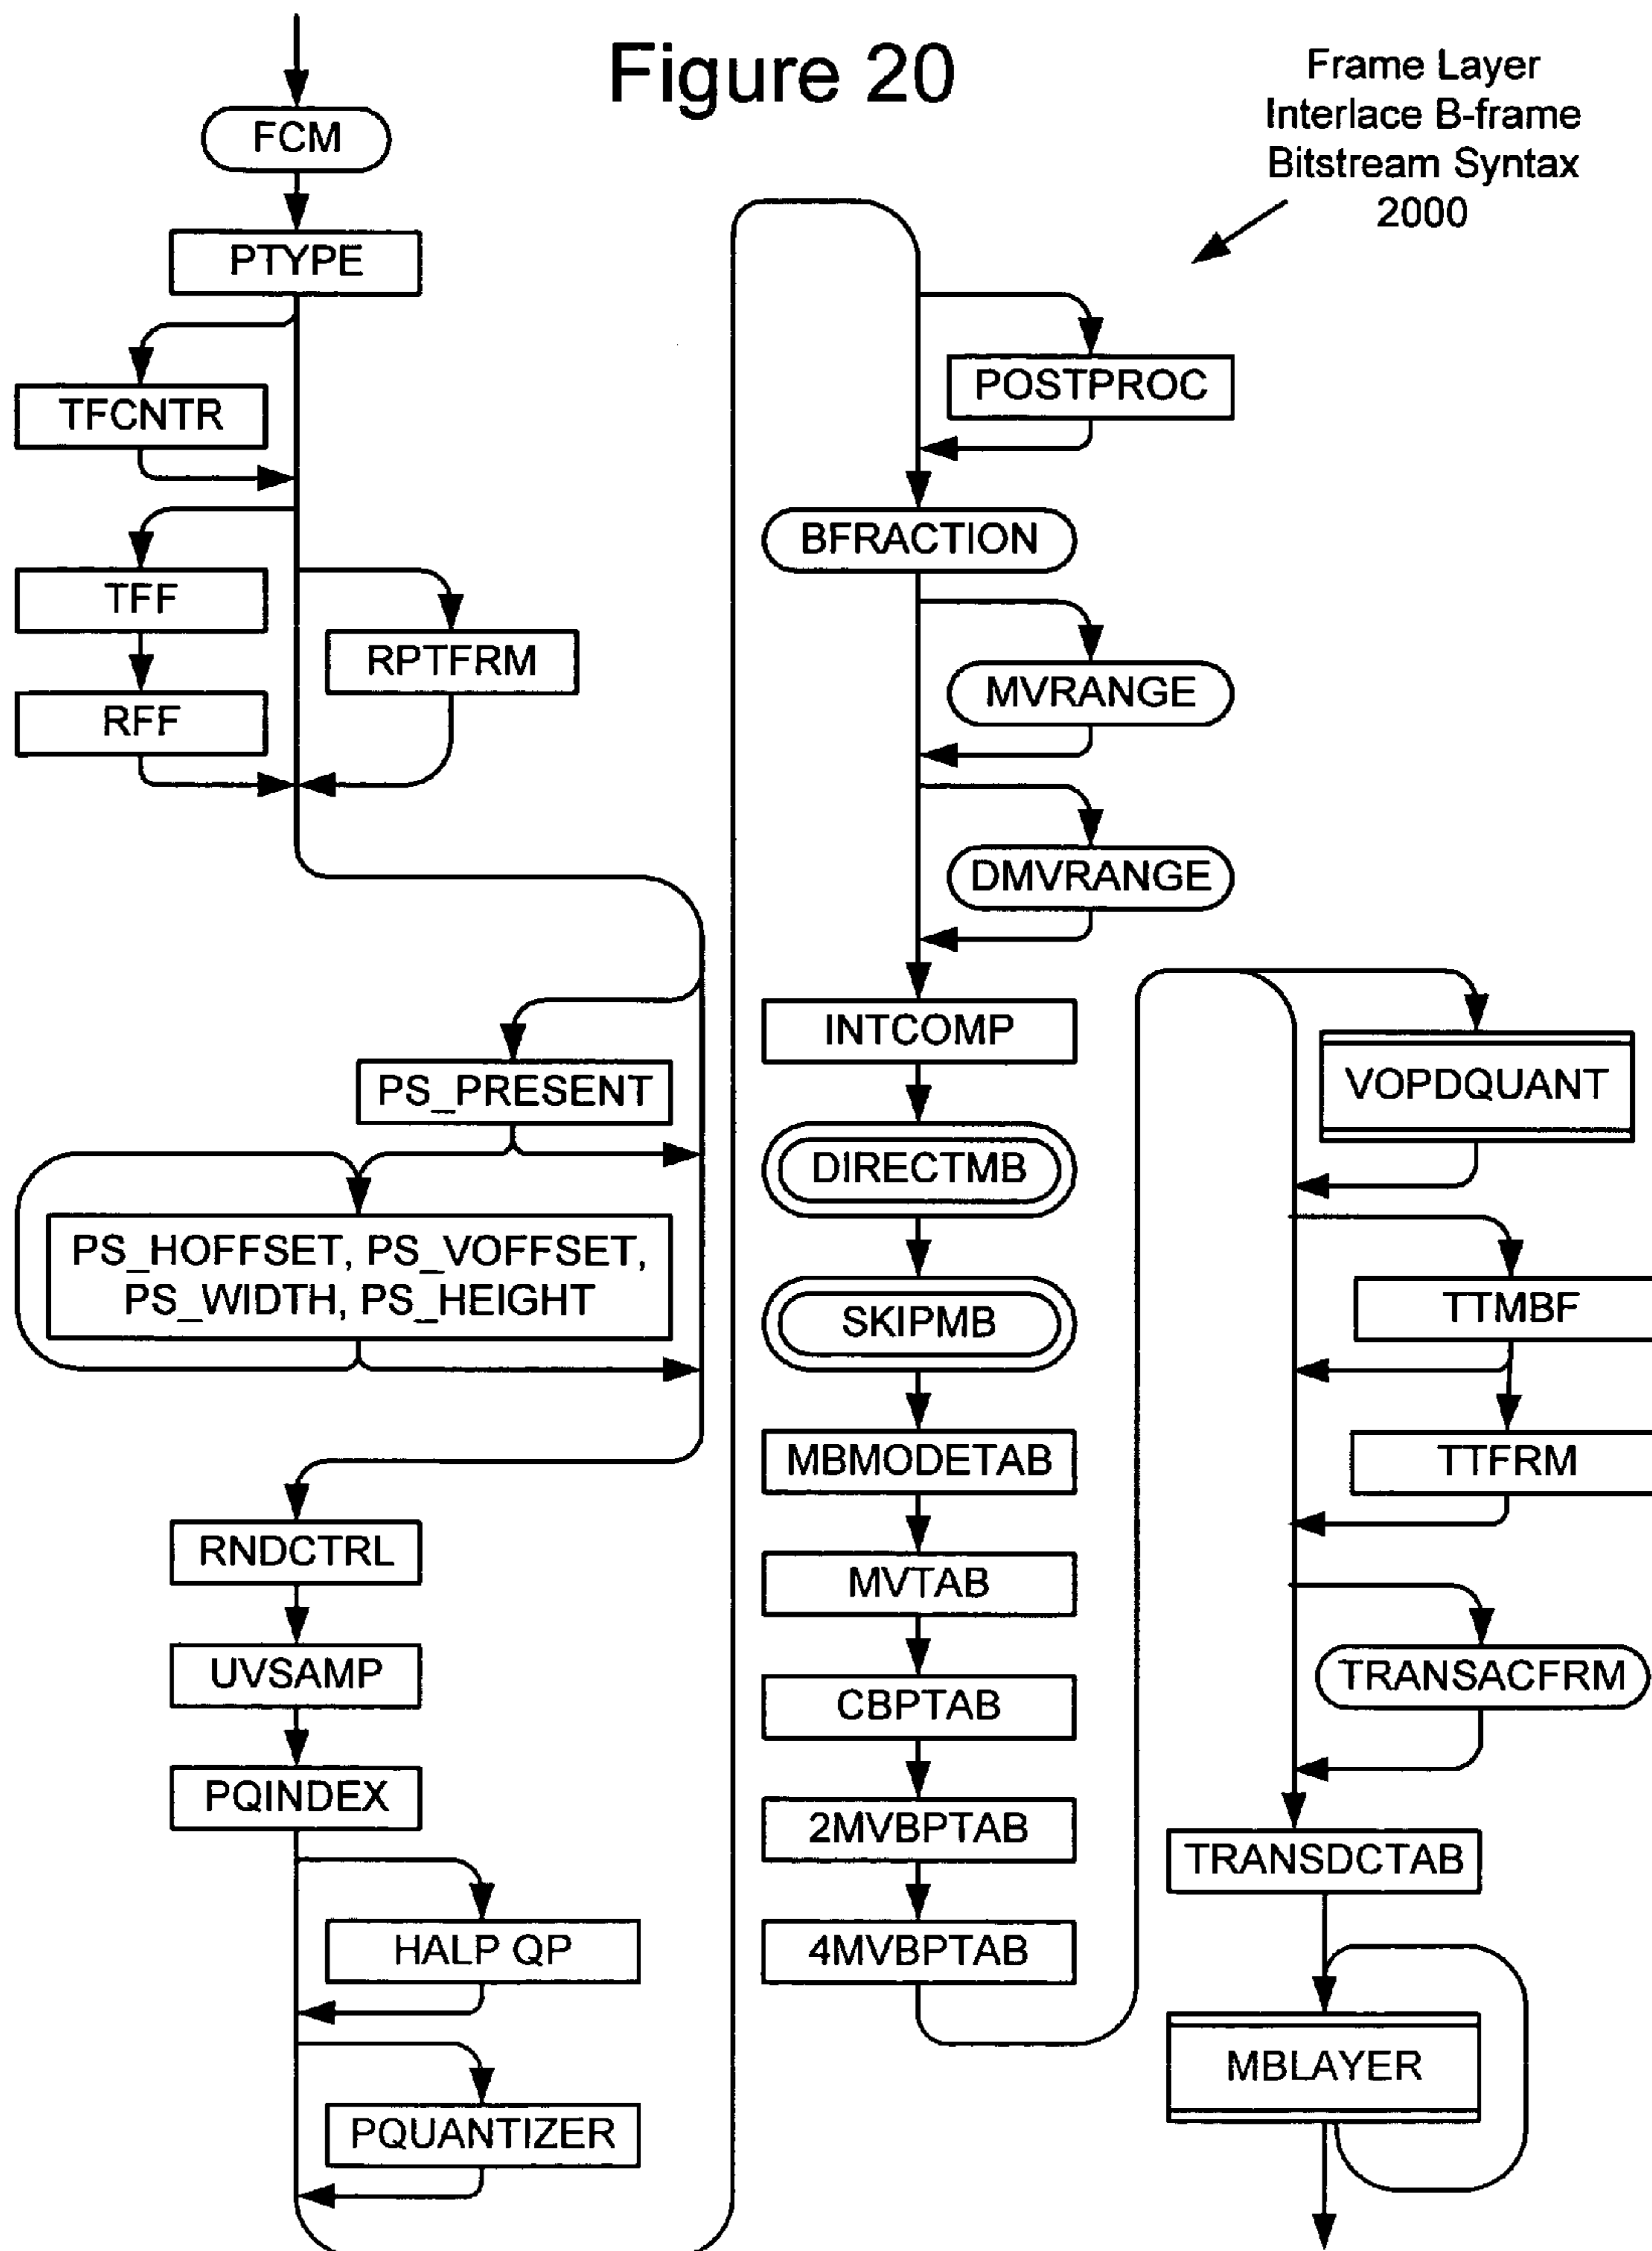 Figure 20
Frame Layer
Interlace B-frame
Bitstream Syntax
2000
FCM
PTYPE
TFCNTR
TFF
RPTFRM
RFF
PS_PRESENT
PS_HOFFSET, PS_VOFFSET,
PS_WIDTH, PS_HEIGHT
RNDCTRL
UVSAMP
PQINDEX
HALP QP
PQUANTIZER
POSTPROC
BFRACTION
MVRANGE
DMVRANGE
INTCOMP
DIRECTMB
SKIPMB
MBMODETAB
MVTAB
CBPTAB
2MVBPTAB
4MVBPTAB
VOPDQUANT
TTMBF
TTFRM
TRANSACFRM
TRANSDCTAB
MBLAYER